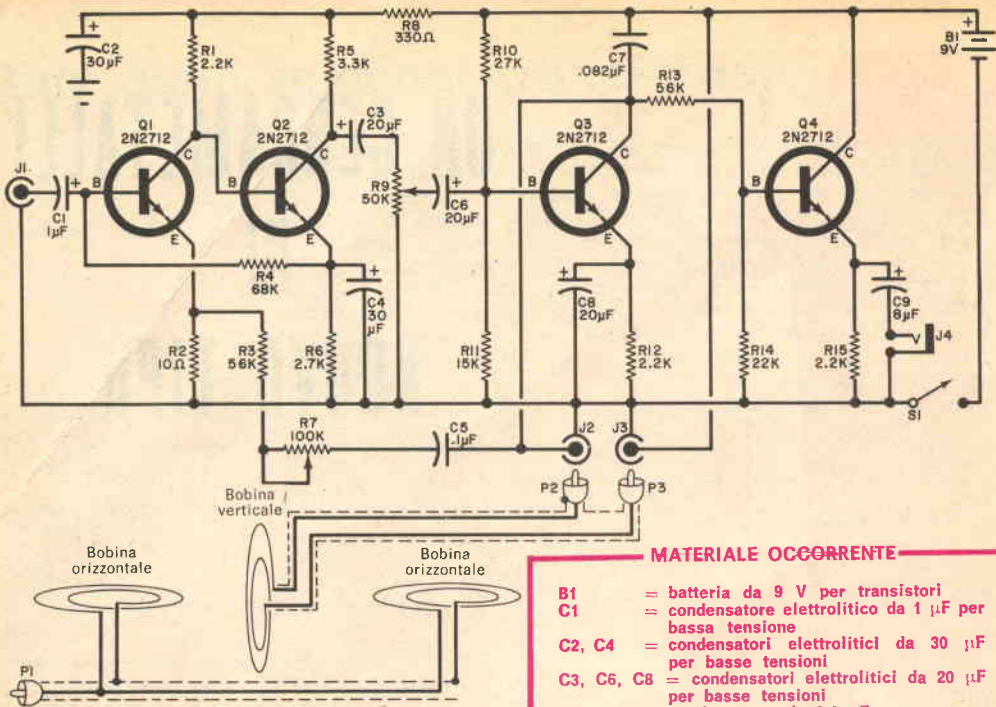 C2
30µF
R1
2.2K
R5
3.3K
R8
330Ω
R10
27K
C7
.082µF
R13
56K
B1
9V
Q1
2N2712
Q2
2N2712
C3
20µF
Q3
2N2712
Q4
2N2712
J1
C1
1µF
B
C
E
B
C
E
R9
50K
C6
20µF
B
C
E
B
C
E
R4
68K
C4
30
µF
C8
20µF
C9
8µF
J4
R2
10Ω
R3
56K
R6
2.7K
R11
15K
R12
2.2K
R14
22K
R15
2.2K
S1
R7
100K
C5
.1µF
J2
J3
P2
P3
Bobina
verticale
Bobina
orizzontale
Bobina
orizzontale
P1
MATERIALE OCCORRENTE
B1 = batteria da 9 V per transistori
C1 = condensatore elettrolitico da 1 µF per
bassa tensione
C2, C4 = condensatori elettrolitici da 30 µF
per basse tensioni
C3, C6, C8 = condensatori elettrolitici da 20 µF
per basse tensioni